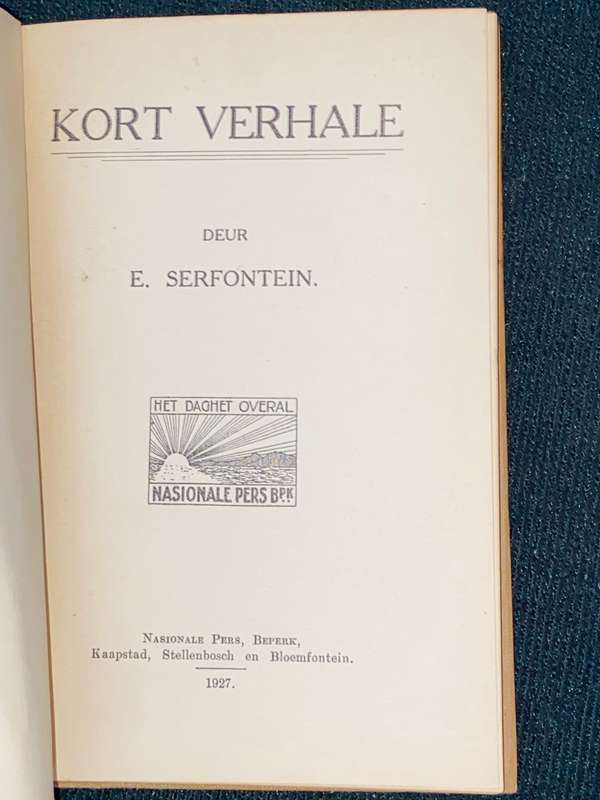 KORT VERHALE
DEUR
E. SERFONTEIN.
HET DAGHET OVERAL
NASIONALE PERS BPK
NASIONALE PERS, BEPERK,
Kaapstad, Stellenbosch en Bloemfontein.
1927.